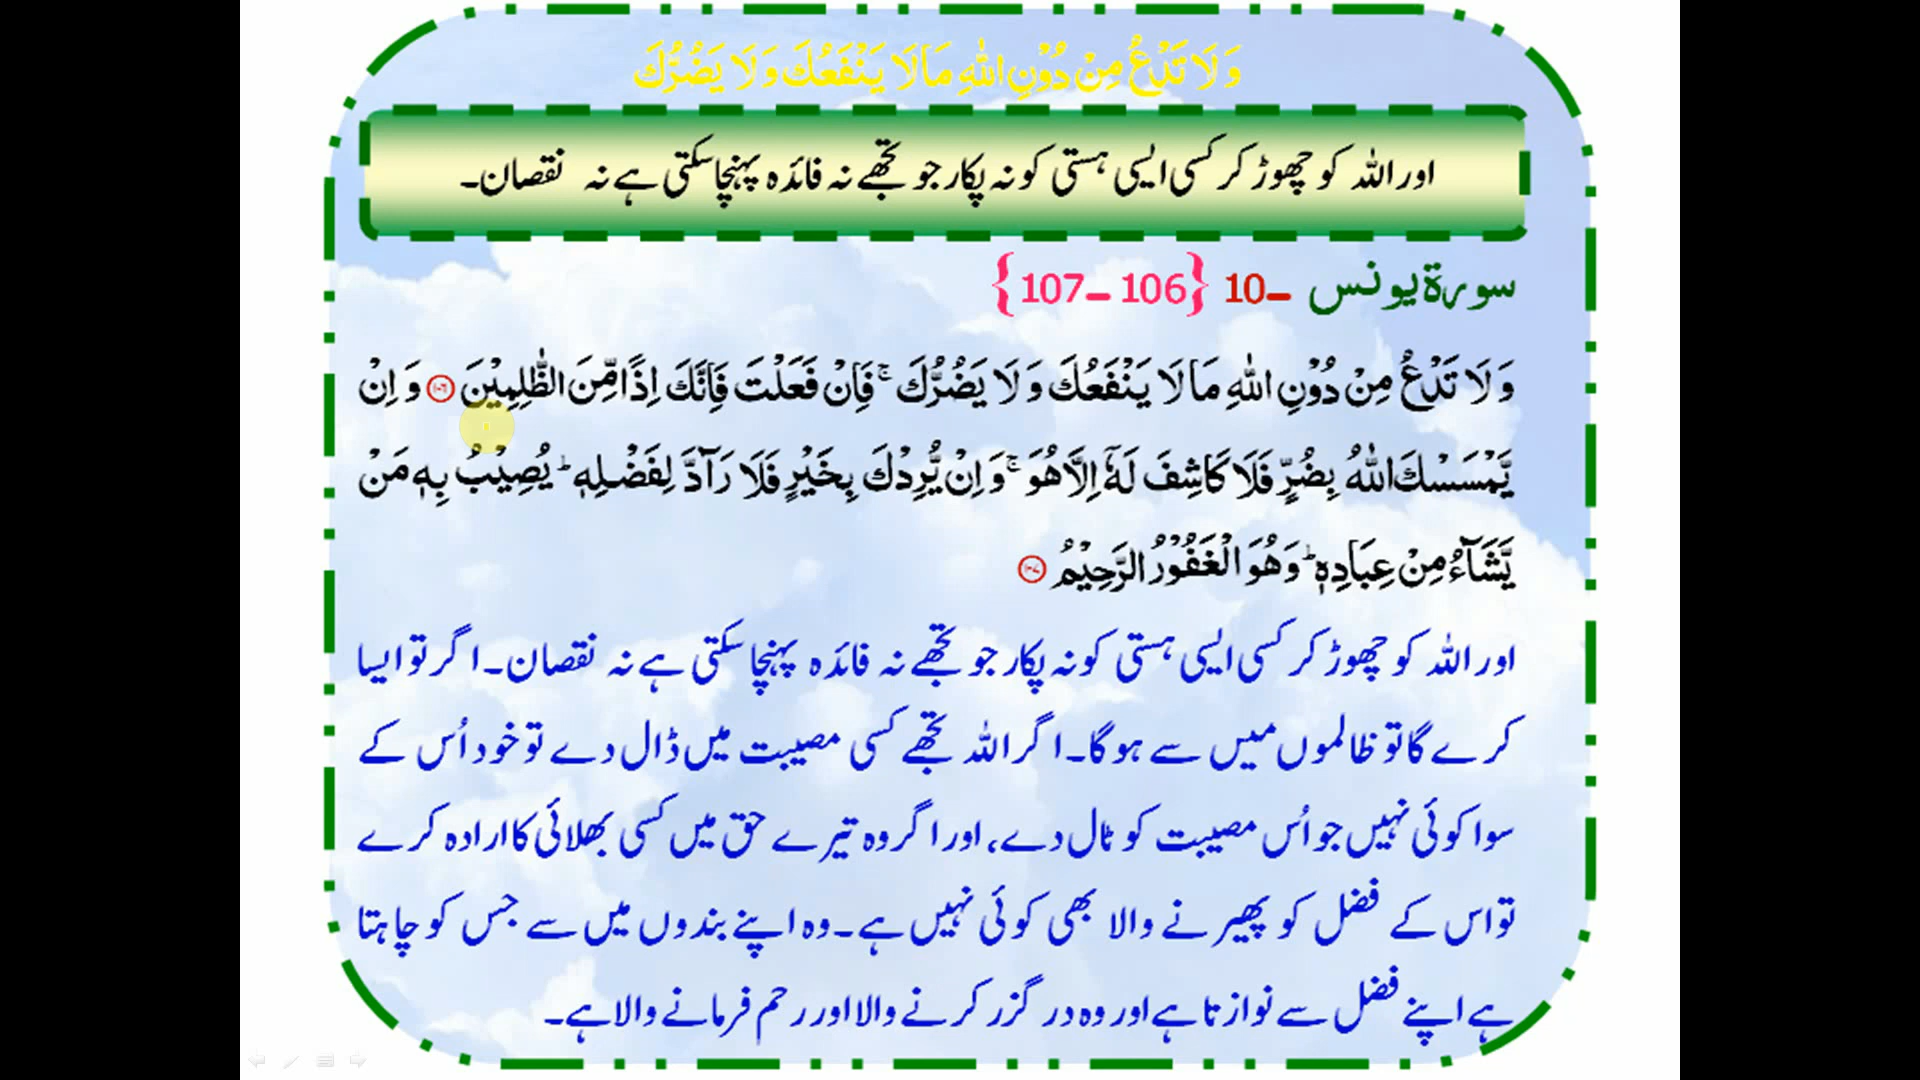 وَ لَا تَدْعُ مِنْ دُوْنِ اللّٰهِ مَا لَا يَنْفَعُكَ وَ لَا يَضُرُّكَ
اور اللہ کو چھوڑ کر کسی ایسی ہستی کو نہ پکار جو تجھے نہ فائدہ پہنچا سکتی ہے نہ نقصان۔
سورۃ یونس -10 {106-107}
وَ لَا تَدْعُ مِنْ دُوْنِ اللّٰهِ مَا لَا يَنْفَعُكَ وَ لَا يَضُرُّكَ ۚ فَاِنْ فَعَلْتَ فَاِنَّكَ اِذًا مِّنَ الظّٰلِمِيْنَ ۝۱۰۶ وَ اِنْ
يَّمْسَسْكَ اللّٰهُ بِضُرٍّ فَلَا كَاشِفَ لَهٗۤ اِلَّا هُوَ ۚ وَ اِنْ يُّرِدْكَ بِخَيْرٍ فَلَا رَآدَّ لِفَضْلِهٖ ؕ يُصِيْبُ بِهٖ مَنْ
يَّشَآءُ مِنْ عِبَادِهٖ ؕ وَ هُوَ الْغَفُوْرُ الرَّحِيْمُ ۝۱۰۷
اور اللہ کو چھوڑ کر کسی ایسی ہستی کو نہ پکار جو تجھے نہ فائدہ پہنچا سکتی ہے نہ نقصان۔ اگر تو ایسا
کرے گا تو ظالموں میں سے ہوگا۔ اگر اللہ تجھے کسی مصیبت میں ڈال دے تو خود اُس کے
سوا کوئی نہیں جو اُس مصیبت کو ٹال دے، اور اگر وہ تیرے حق میں کسی بھلائی کا ارادہ کرے
تو اس کے فضل کو پھیرنے والا بھی کوئی نہیں ہے۔ وہ اپنے بندوں میں سے جس کو چاہتا
ہے اپنے فضل سے نوازتا ہے اور وہ در گزر کرنے والا اور رحم فرمانے والا ہے۔